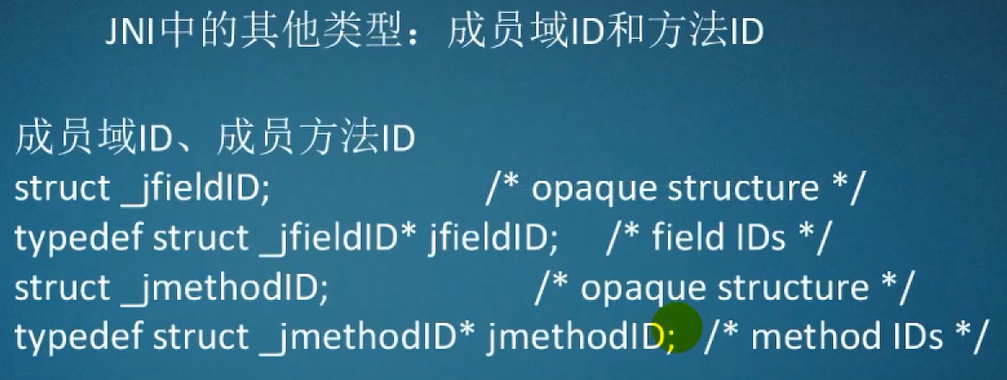 JNI中的其他类型：成员域ID和方法ID
成员域ID、成员方法ID
struct _jfieldID; /* opaque structure */
typedef struct _jfieldID* jfieldID; /* field IDs */
struct _jmethodID; /* opaque structure */
typedef struct _jmethodID* jmethodID; /* method IDs */